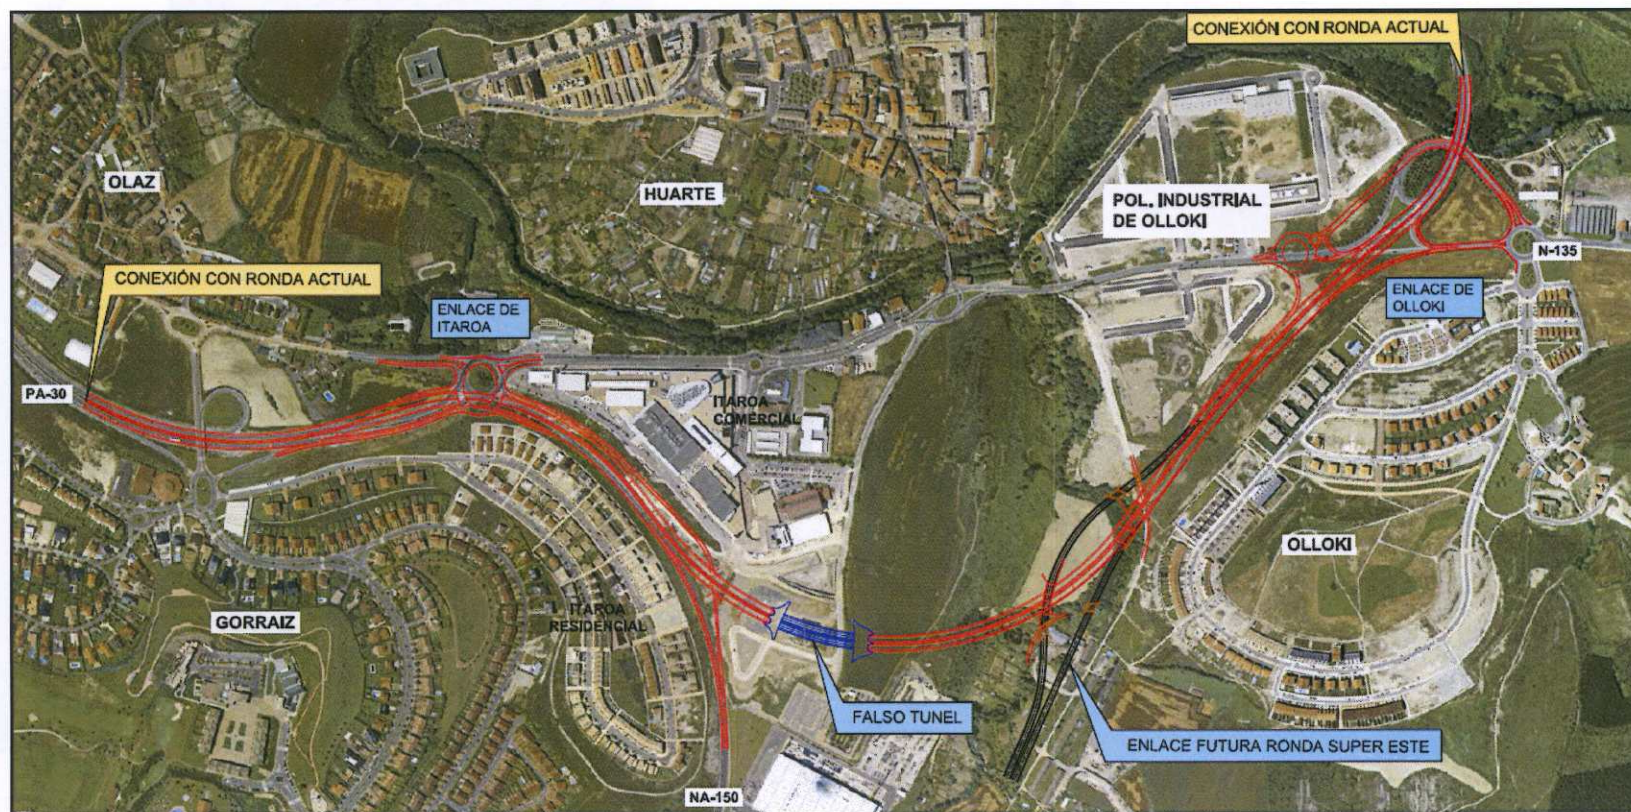 CONEXIÓN CON RONDA ACTUAL
OLAZ
HUARTE
POL. INDUSTRIAL
DE OLLOKI
N-135
CONEXIÓN CON RONDA ACTUAL
ENLACE DE
ITAROA
ENLACE DE
OLLOKI
PA-30
ITAROA
COMERCIAL
OLLOKI
GORRAIZ
ITAROA
RESIDENCIAL
FALSO TUNEL
ENLACE FUTURA RONDA SUPER ESTE
NA-150